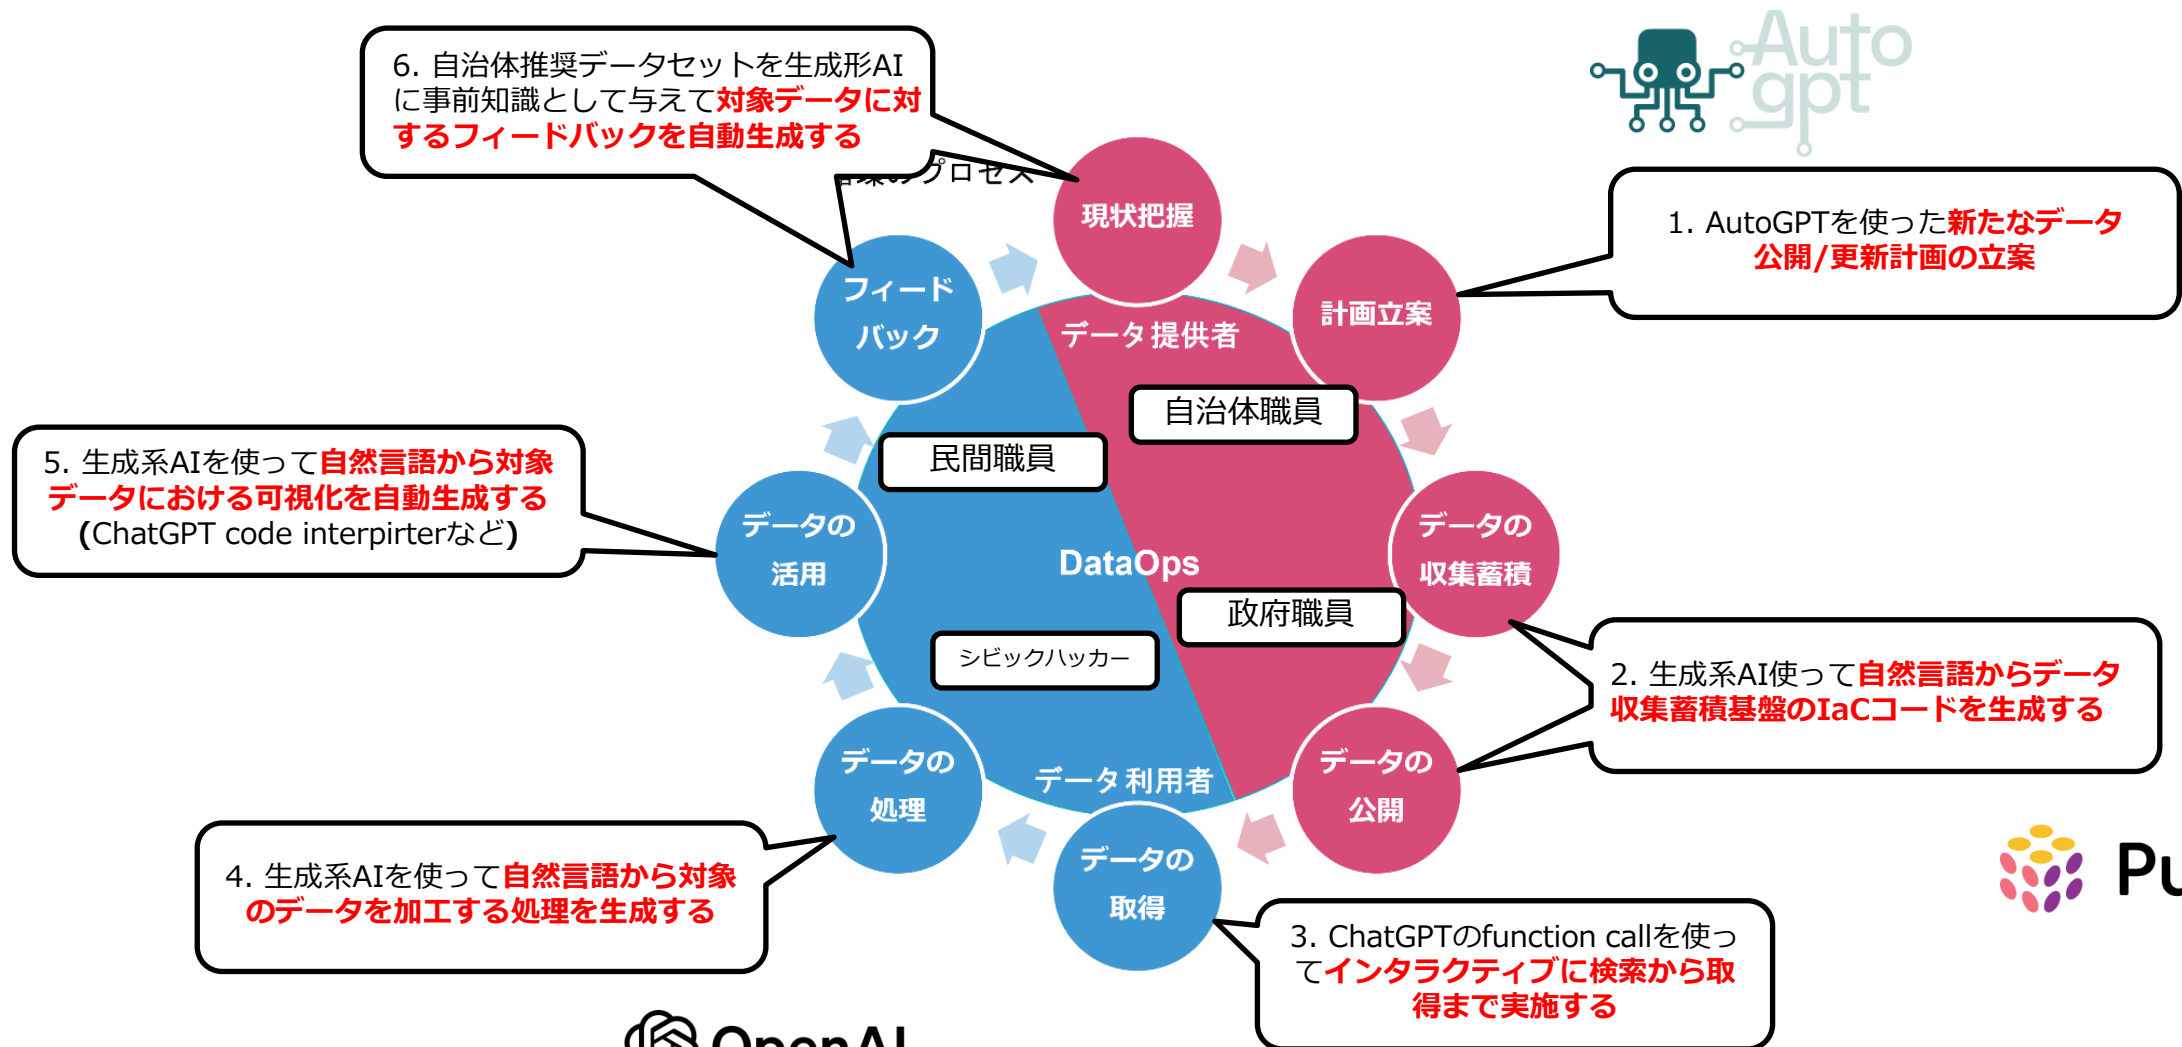 Auto
gpt
6. 自治体推奨データセットを生成形AI
に事前知識として与えて対象データに対
するフィードバックを自動生成する
のプロセス
現状把握
1. AutoGPTを使った新たなデータ
公開/更新計画の立案
計画立案
フィード
バック
データ提供者
自治体職員
民間職員
5. 生成系AIを使って自然言語から対象
データにおける可視化を自動生成する
(ChatGPT code interpirterなど)
データの
活用
データの
収集蓄積
DataOps
政府職員
シビックハッカー
2. 生成系AI使って自然言語からデータ
収集蓄積基盤のIaCコードを生成する
データの
処理
データ利用者
データの
公開
4. 生成系AIを使って自然言語から対象
のデータを加工する処理を生成する
データの
取得
Pu
3. ChatGPTのfunction callを使っ
てインタラクティブに検索から取
得まで実施する
OpenAI